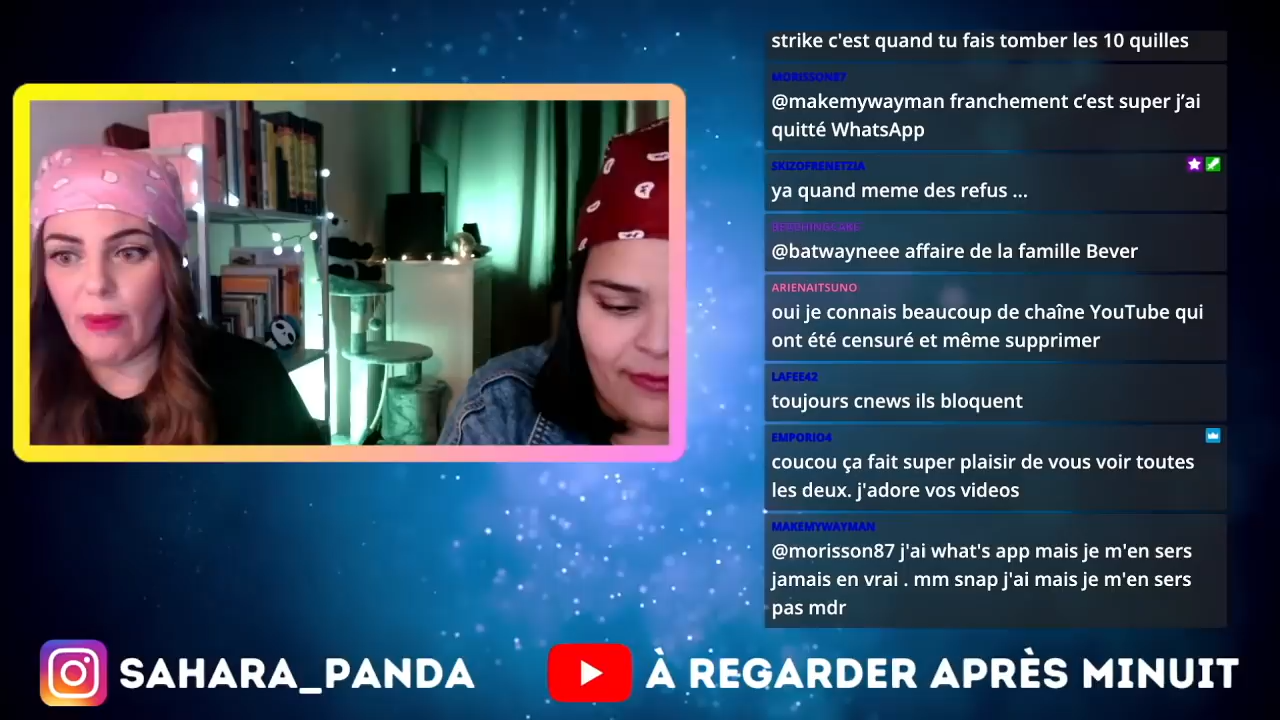 strike c'est quand tu fais tomber les 10 quilles
MORISSON87
@makemywayman franchement c’est super j’ai
quitté WhatsApp
SKIZOFRENETZIA
ya quand meme des refus ...
@batwayneee affaire de la famille Bever
ARIENAITSUNO
oui je connais beaucoup de chaîne YouTube qui
ont été censuré et même supprimer
LAFEE42
toujours cnews ils bloquent
EMPORIO4
coucou ça fait super plaisir de vous voir toutes
les deux. j'adore vos videos
MAKEMYWAYMAN
@morisson87 j'ai what's app mais je m'en sers
jamais en vrai . mm snap j'ai mais je m'en sers
pas mdr
SAHARA_PANDA
À REGARDER APRÈS MINUIT